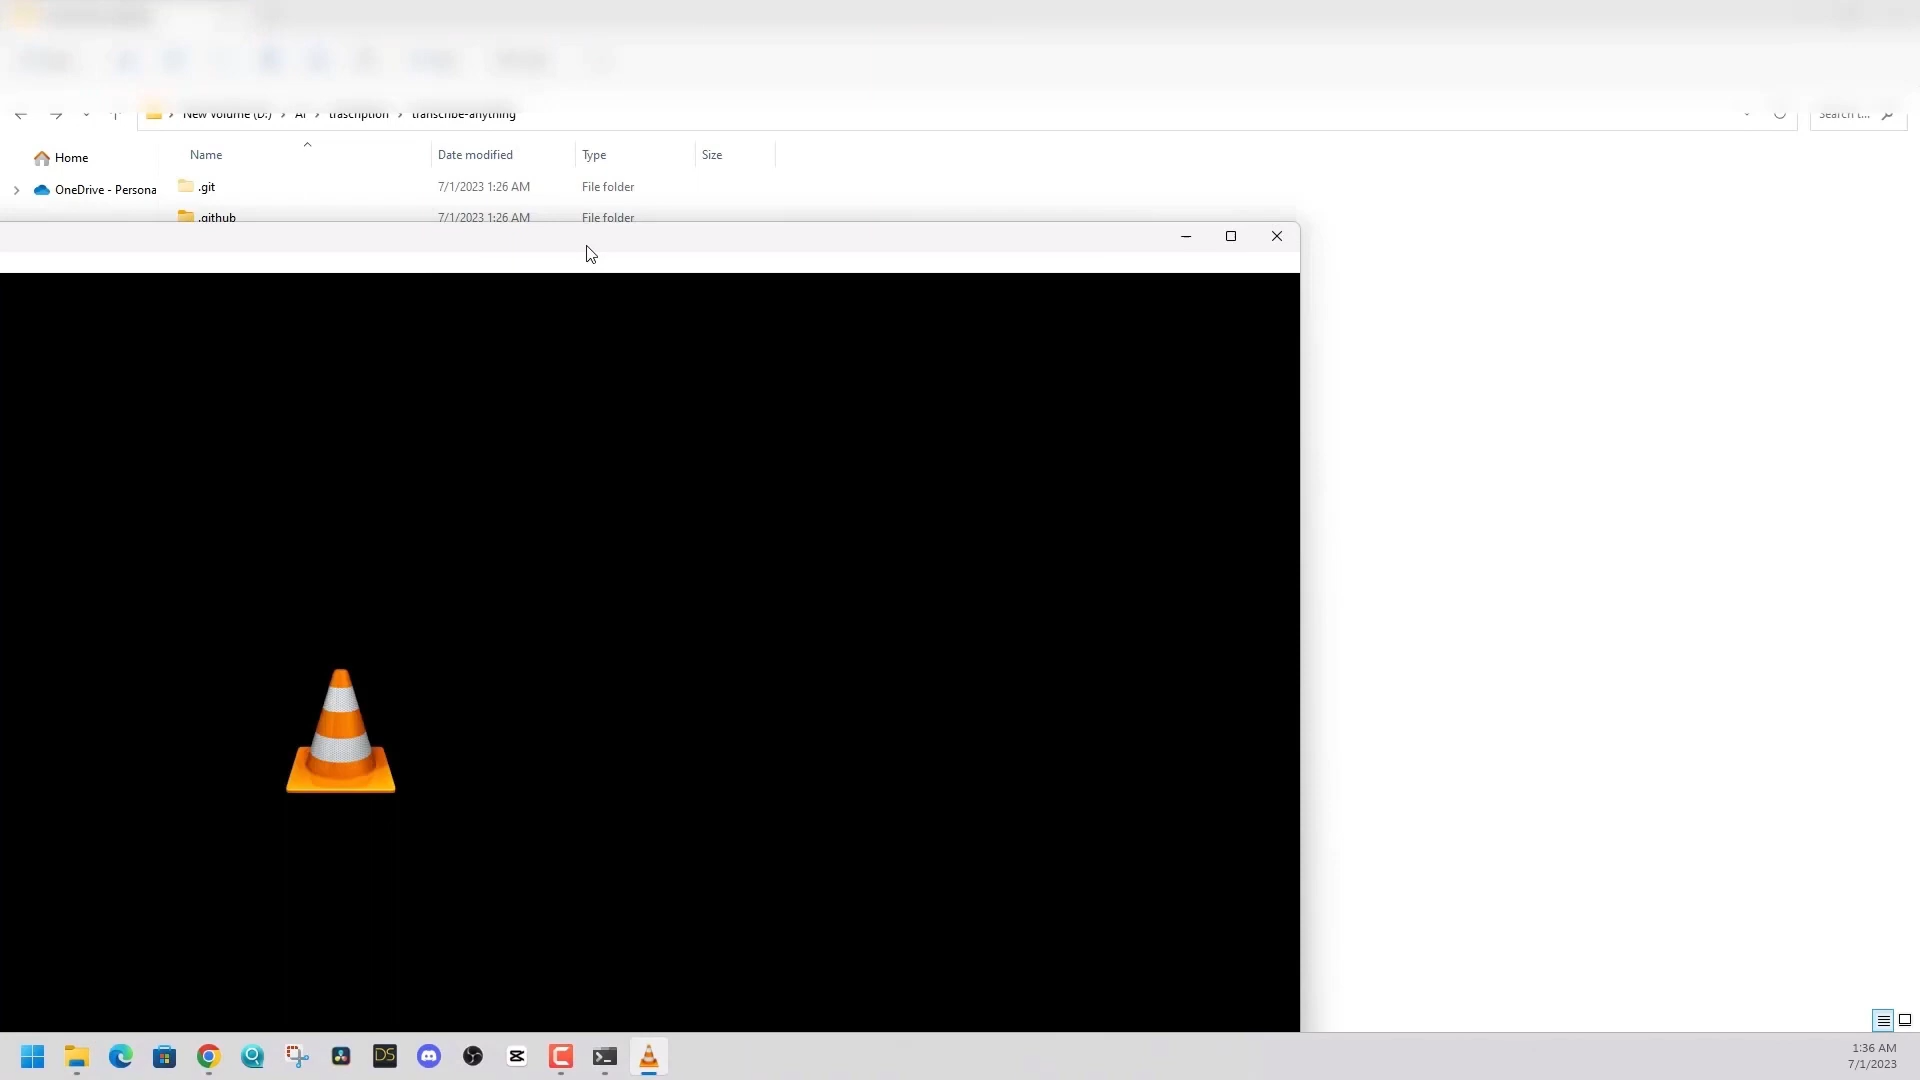 New Volume (D:) › AI › trascription › transcribe-anything
Search t...
Home
Name
Date modified
Type
Size
OneDrive - Persona
.git
7/1/2023 1:26 AM
File folder
.github
7/1/2023 1:26 AM
File folder
DS
1:36 AM
7/1/2023